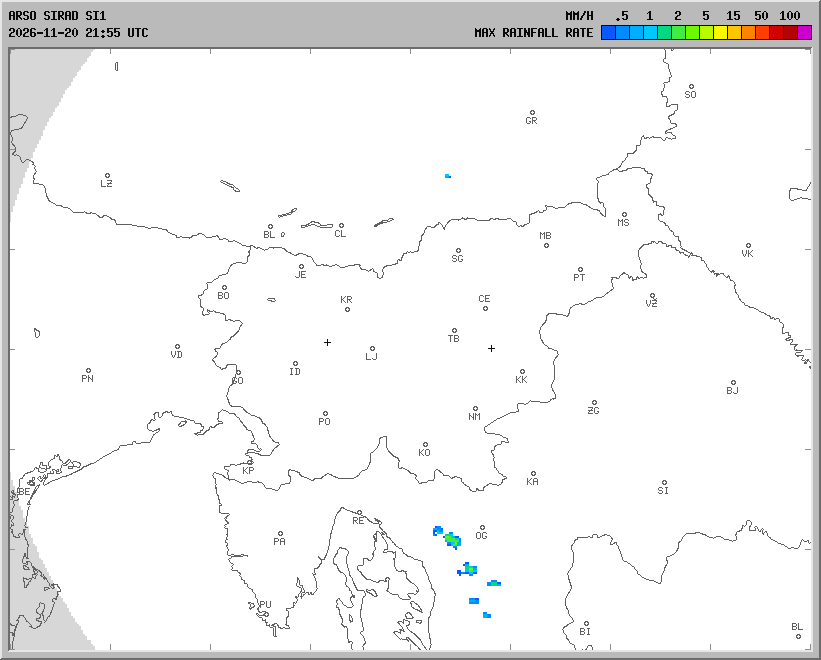 ARSO SIRAD SI1
2026-11-20 21:55 UTC
MM/H .5 1 2 5 15 50 100
MAX RAINFALL RATE
SO
GR
LZ
MS
BL
CL
MB
VK
SG
JE
PT
BO
KR
CE
VZ
TB
VD
LJ
ID
PN
GO
KK
BJ
NM
ZG
PO
KO
KP
KA
BE
SI
RE
OG
PA
PU
BI
BL